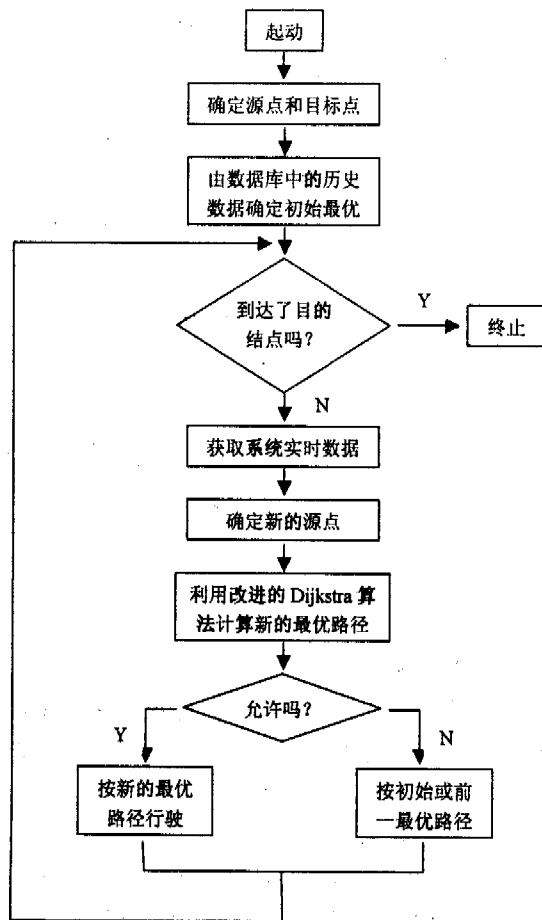 起动
确定源点和目标点
由数据库中的历史
数据确定初始最优
到达了目的
结点吗？
Y
终止
N
获取系统实时数据
确定新的源点
利用改进的 Dijkstra 算
法计算新的最优路径
允许吗？
Y
N
按新的最优
路径行驶
按初始或前
一最优路径